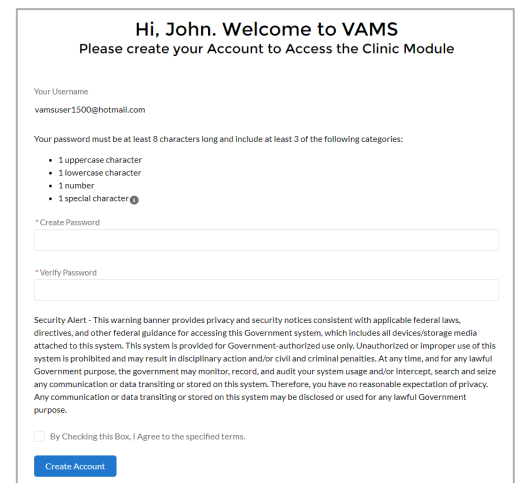 Hi, John. Welcome to VAMS
Please create your Account to Access the Clinic Module
Your Username
vamsuser1500@hotmail.com
Your password must be at least 8 characters long and include at least 3 of the following categories:
• 1 uppercase character
• 1 lowercase character
• 1 number
• 1 special character
* Create Password
* Verify Password
Security Alert - This warning banner provides privacy and security notices consistent with applicable federal laws,
directives, and other federal guidance for accessing this Government system, which includes all devices/storage media
attached to this system. This system is provided for Government-authorized use only. Unauthorized or improper use of this
system is prohibited and may result in disciplinary action and/or civil and criminal penalties. At any time, and for any lawful
Government purpose, the government may monitor, record, and audit your system usage and/or intercept, search and seize
any communication or data transiting or stored on this system. Therefore, you have no reasonable expectation of privacy.
Any communication or data transiting or stored on this system may be disclosed or used for any lawful Government
purpose.
By Checking this Box, I Agree to the specified terms.
Create Account